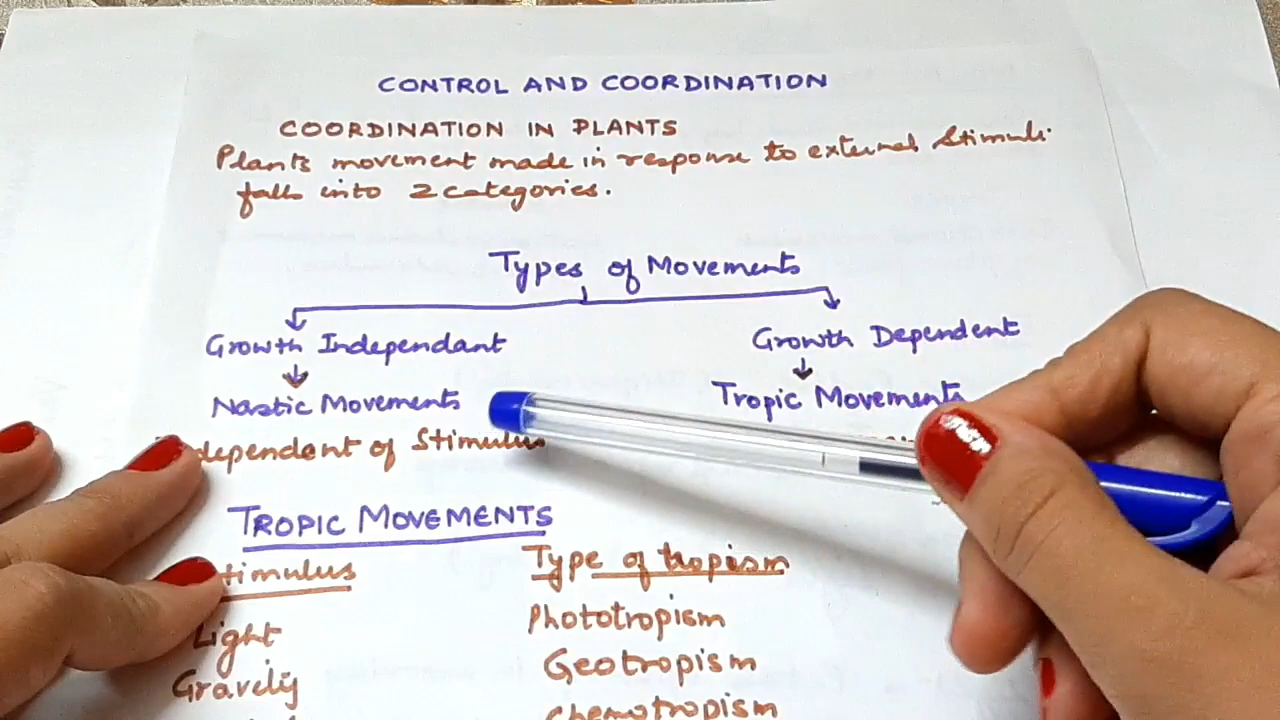 CONTROL AND COORDINATION
COORDINATION IN PLANTS
Plants movement made in response to external Stimuli
falls into 2 categories.
Types of Movements
Growth Independant
Growth Dependent
Nastic Movements
Tropic Movements
dependent of Stimulus
TROPIC MOVEMENTS
timulus
Type of tropism
Light
Phototropism
Gravity
Geotropism
chemotropism